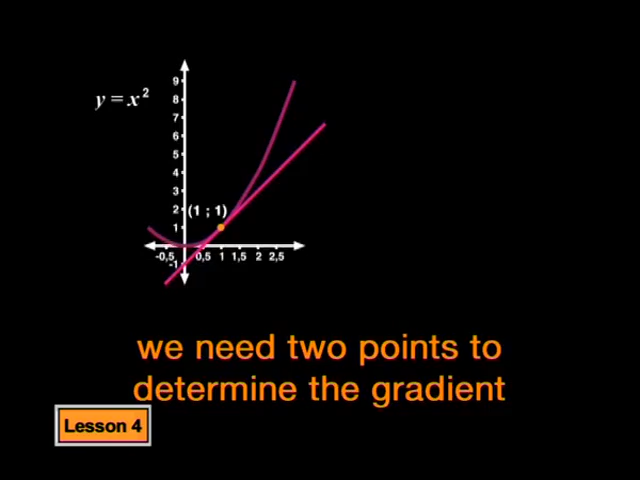 y = x²
9
8
7
6
5
4
3
2
1
-1
(1 ; 1)
-0,5 0,5 1 1,5 2 2,5
we need two points to
determine the gradient
Lesson 4